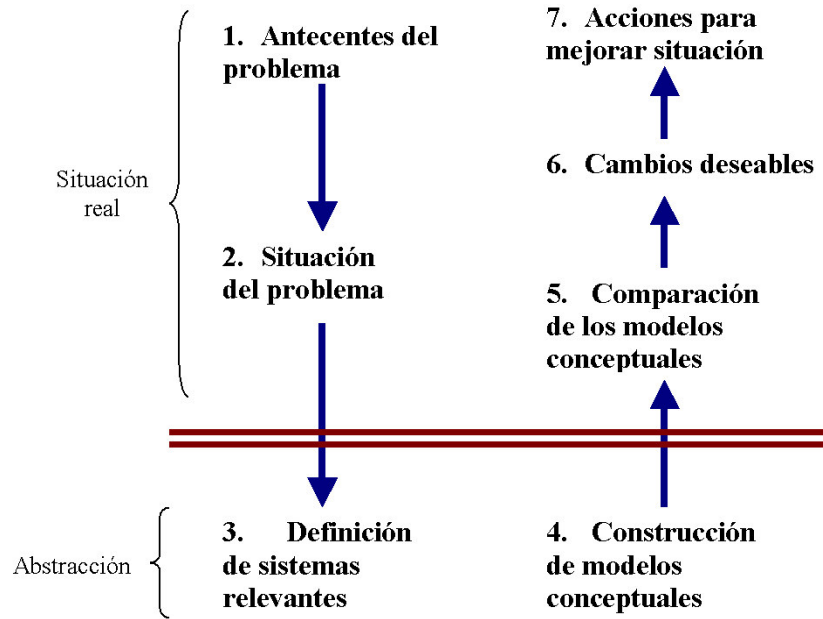 1. Antecentes del
problema
Situación
real
2. Situación
del problema
7. Acciones para
mejorar situación
6. Cambios deseables
5. Comparación
de los modelos
conceptuales
Abstracción
3. Definición
de sistemas
relevantes
4. Construcción
de modelos
conceptuales